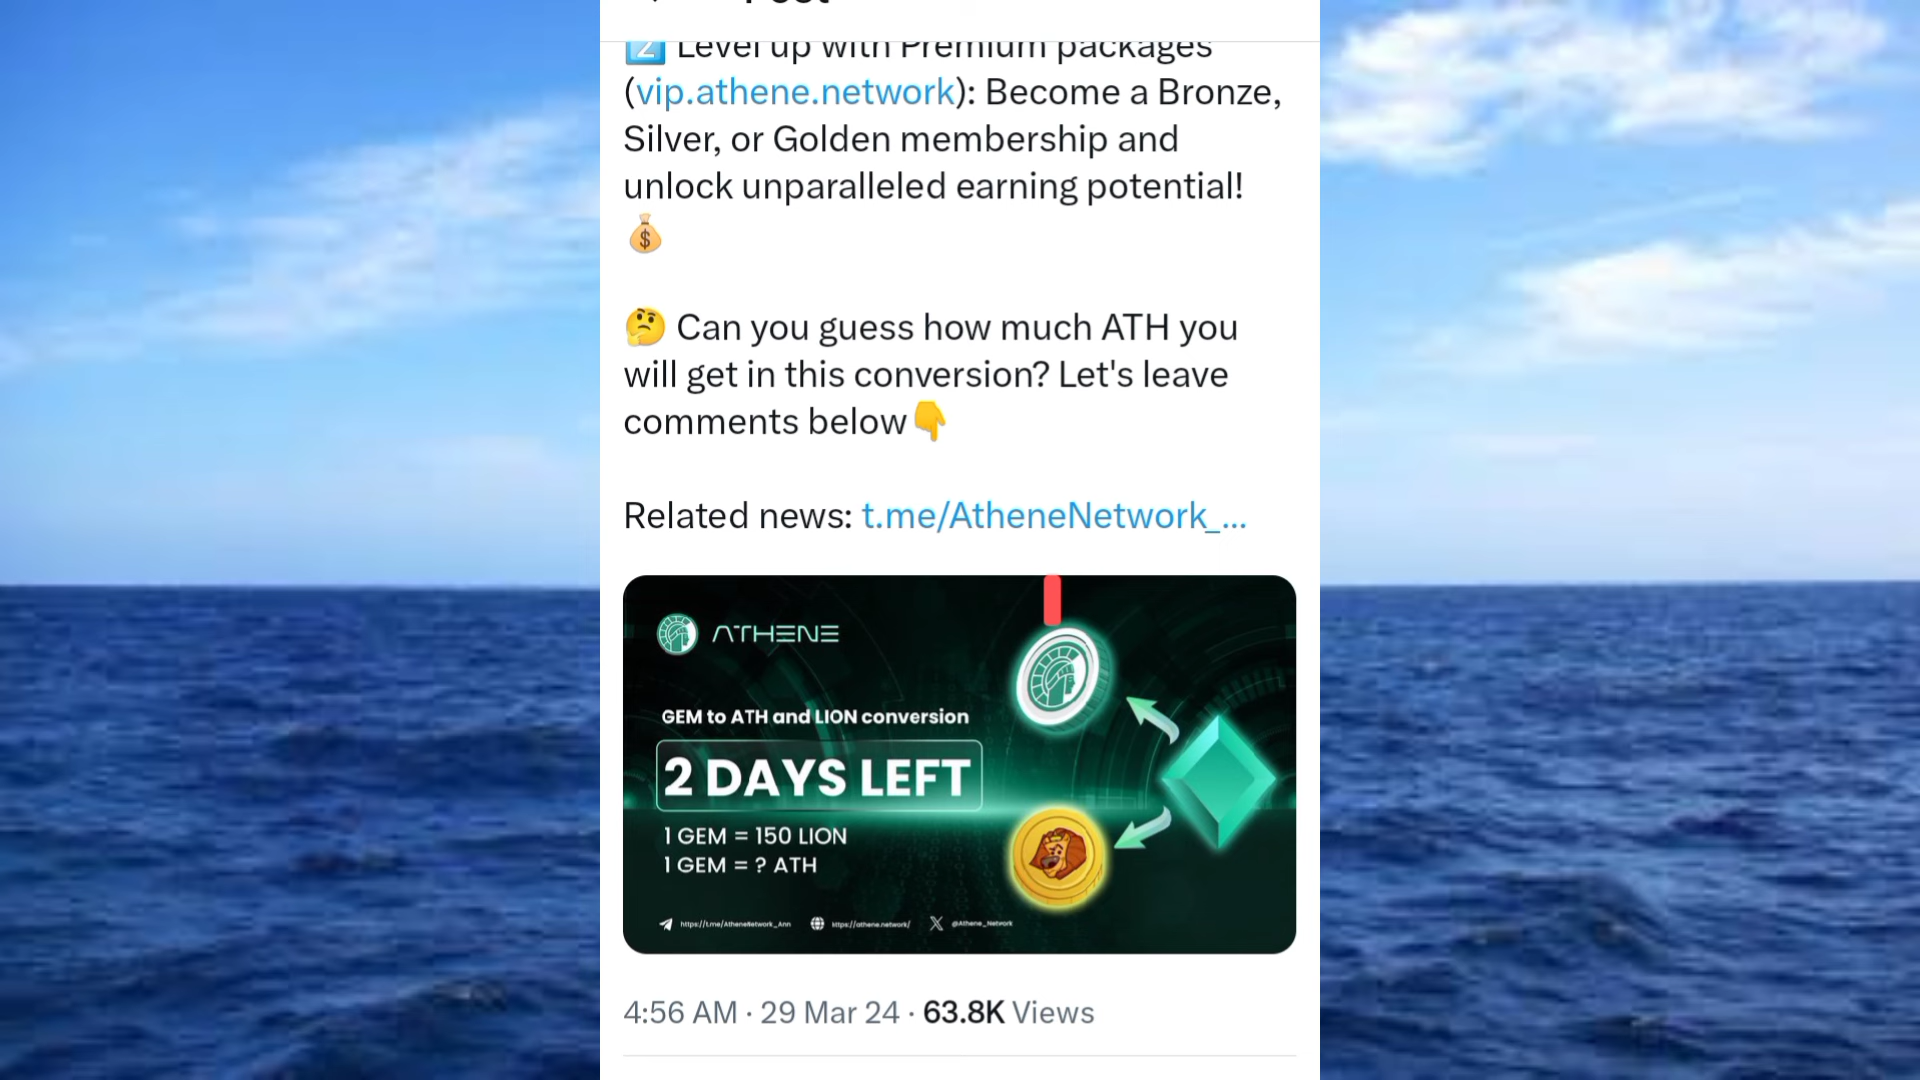 2 Level up with Premium packages
(vip.athene.network): Become a Bronze,
Silver, or Golden membership and
unlock unparalleled earning potential!
💰
🤔 Can you guess how much ATH you
will get in this conversion? Let's leave
comments below👇
Related news: t.me/AtheneNetwork_...
ATHENE
GEM to ATH and LION conversion
2 DAYS LEFT
1 GEM = 150 LION
1 GEM = ? ATH
https://t.me/AtheneNetwork_Ann https://athene.network/ @Athene_Network
4:56 AM · 29 Mar 24 · 63.8K Views